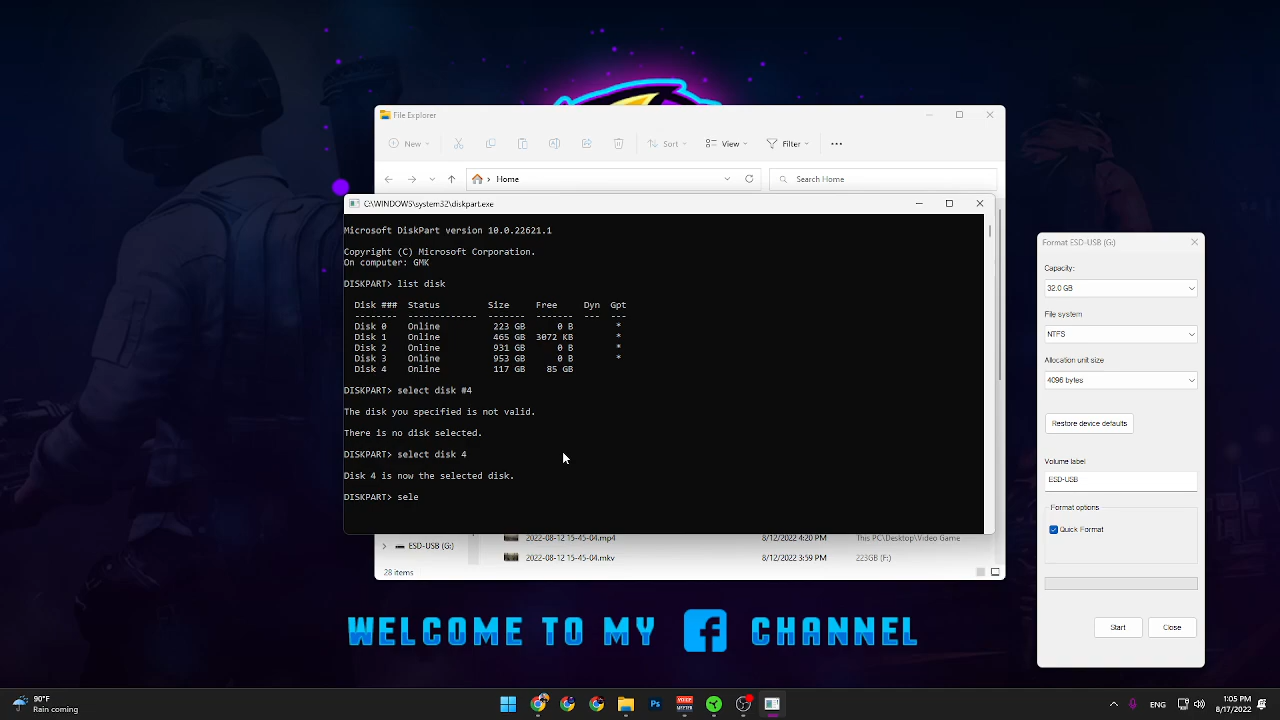 File Explorer
New
Sort
View
Filter
Home
Search Home
C:\WINDOWS\system32\diskpart.exe
Microsoft DiskPart version 10.0.22621.1
Copyright (C) Microsoft Corporation.
On computer: GMK
DISKPART> list disk
Disk ### Status Size Free Dyn Gpt
-------- ------------- ------- ------- --- ---
Disk 0 Online 223 GB 0 B *
Disk 1 Online 465 GB 3072 KB *
Disk 2 Online 931 GB 0 B *
Disk 3 Online 953 GB 0 B *
Disk 4 Online 117 GB 85 GB
DISKPART> select disk #4
The disk you specified is not valid.
There is no disk selected.
DISKPART> select disk 4
Disk 4 is now the selected disk.
DISKPART> sele
ESD-USB (G:)
2022-08-12 15-45-04.mp4 8/12/2022 4:20 PM This PC\Desktop\Video Game
2022-08-12 15-45-04.mkv 8/12/2022 3:59 PM 223GB (F:)
28 items
Format ESD-USB (G:)
Capacity:
32.0 GB
File system
NTFS
Allocation unit size
4096 bytes
Restore device defaults
Volume label
ESD-USB
Format options
Quick Format
Start
Close
WELCOME TO MY f CHANNEL
90°F
Rain coming
Ps
VOICE MEETER
ENG
1:05 PM
8/17/2022